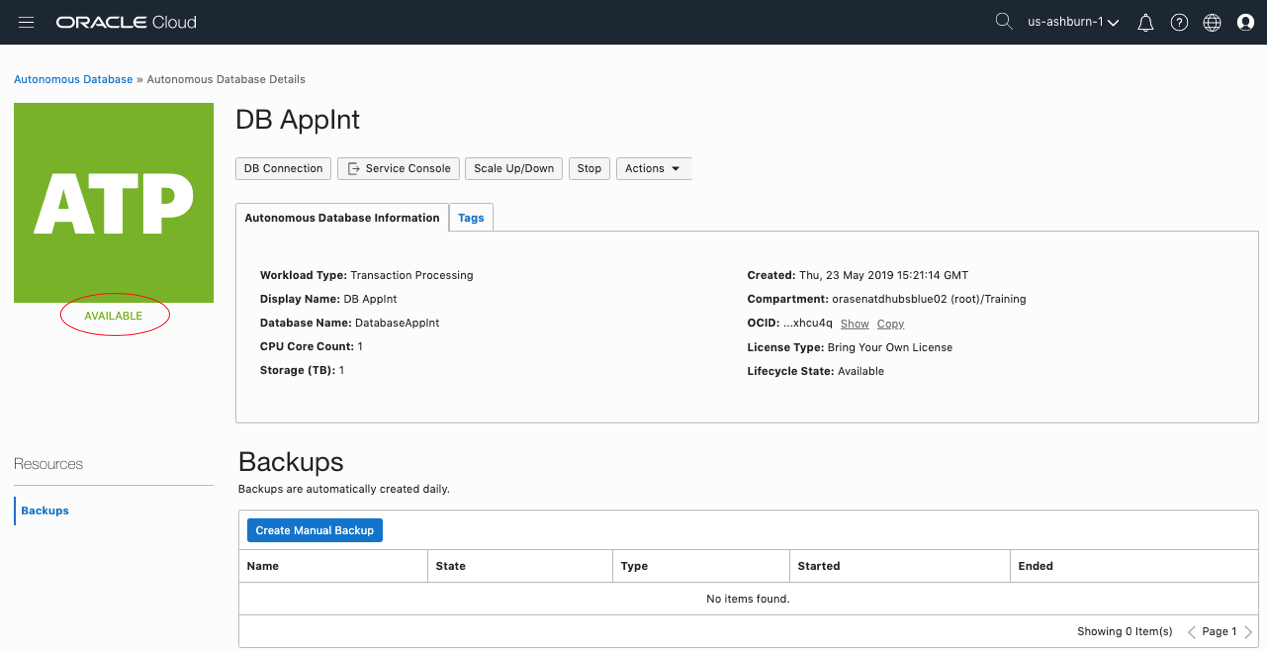 ORACLE Cloud
us-ashburn-1
Autonomous Database » Autonomous Database Details
ATP
AVAILABLE
DB AppInt
DB Connection
Service Console
Scale Up/Down
Stop
Actions
Autonomous Database Information
Tags
Workload Type: Transaction Processing
Display Name: DB AppInt
Database Name: DatabaseAppInt
CPU Core Count: 1
Storage (TB): 1
Created: Thu, 23 May 2019 15:21:14 GMT
Compartment: orasenatdhubsblue02 (root)/Training
OCID: ...xhcu4q Show Copy
License Type: Bring Your Own License
Lifecycle State: Available
Resources
Backups
Backups
Backups are automatically created daily.
Create Manual Backup
Name State Type Started Ended
No items found.
Showing 0 Item(s) Page 1